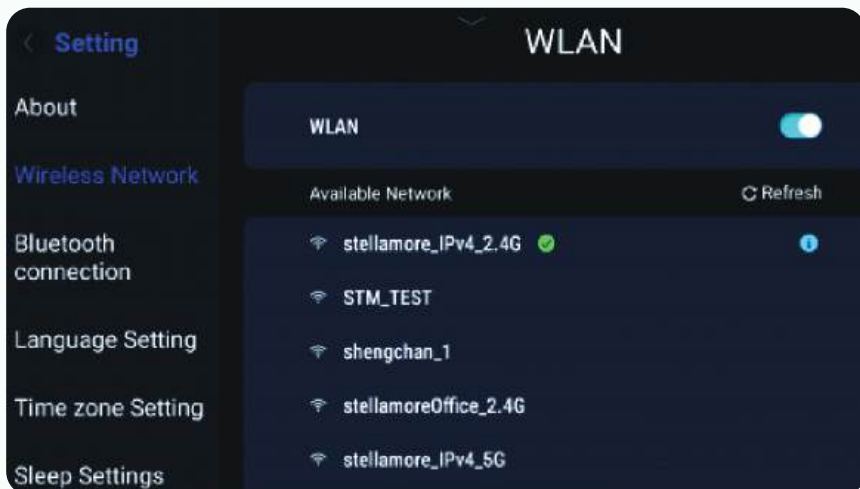 Setting
WLAN
About
Wireless Network
Bluetooth
connection
Language Setting
Time zone Setting
Sleep Settings
WLAN
Available Network
Refresh
stellamore_IPv4_2.4G
STM_TEST
shengchan_1
stellamoreOffice_2.4G
stellamore_IPv4_5G